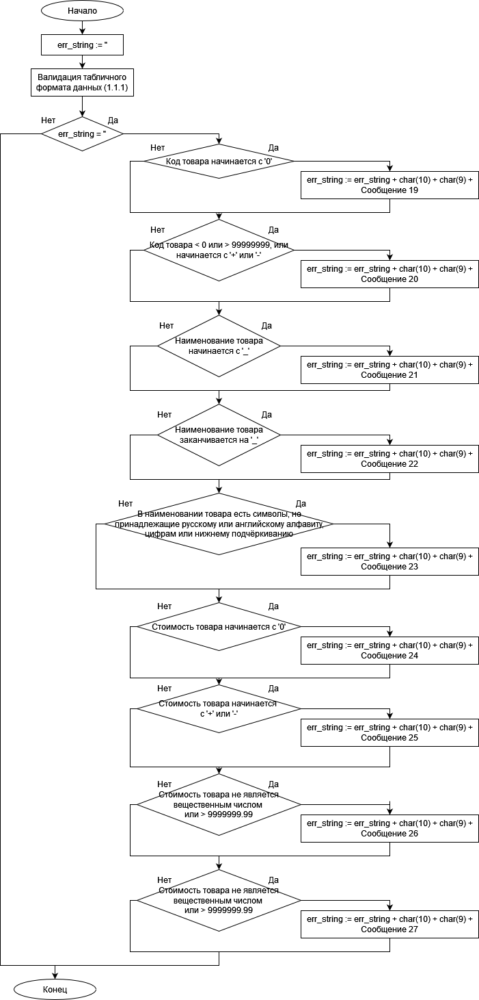 Начало
err_string := ''
Валидация табличного
формата данных (1.1.1)
Нет
Да
err_string = ''
Нет
Да
Код товара начинается с '0'
err_string := err_string + char(10) + char(9) +
Сообщение 19
Нет
Да
Код товара < 0 или > 99999999, или
начинается с '+' или '-'
err_string := err_string + char(10) + char(9) +
Сообщение 20
Нет
Да
Наименование товара
начинается с '_'
err_string := err_string + char(10) + char(9) +
Сообщение 21
Нет
Да
Наименование товара
заканчивается на '_'
err_string := err_string + char(10) + char(9) +
Сообщение 22
Нет
Да
В наименовании товара есть символы, не
принадлежащие русскому или английскому алфавиту,
цифрам или нижнему подчёркиванию
err_string := err_string + char(10) + char(9) +
Сообщение 23
Нет
Да
Стоимость товара начинается с '0'
err_string := err_string + char(10) + char(9) +
Сообщение 24
Нет
Да
Стоимость товара начинается
с '+' или '-'
err_string := err_string + char(10) + char(9) +
Сообщение 25
Нет
Да
Стоимость товара не является
вещественным числом
или > 9999999.99
err_string := err_string + char(10) + char(9) +
Сообщение 26
Нет
Да
Стоимость товара не является
вещественным числом
или > 9999999.99
err_string := err_string + char(10) + char(9) +
Сообщение 27
Конец